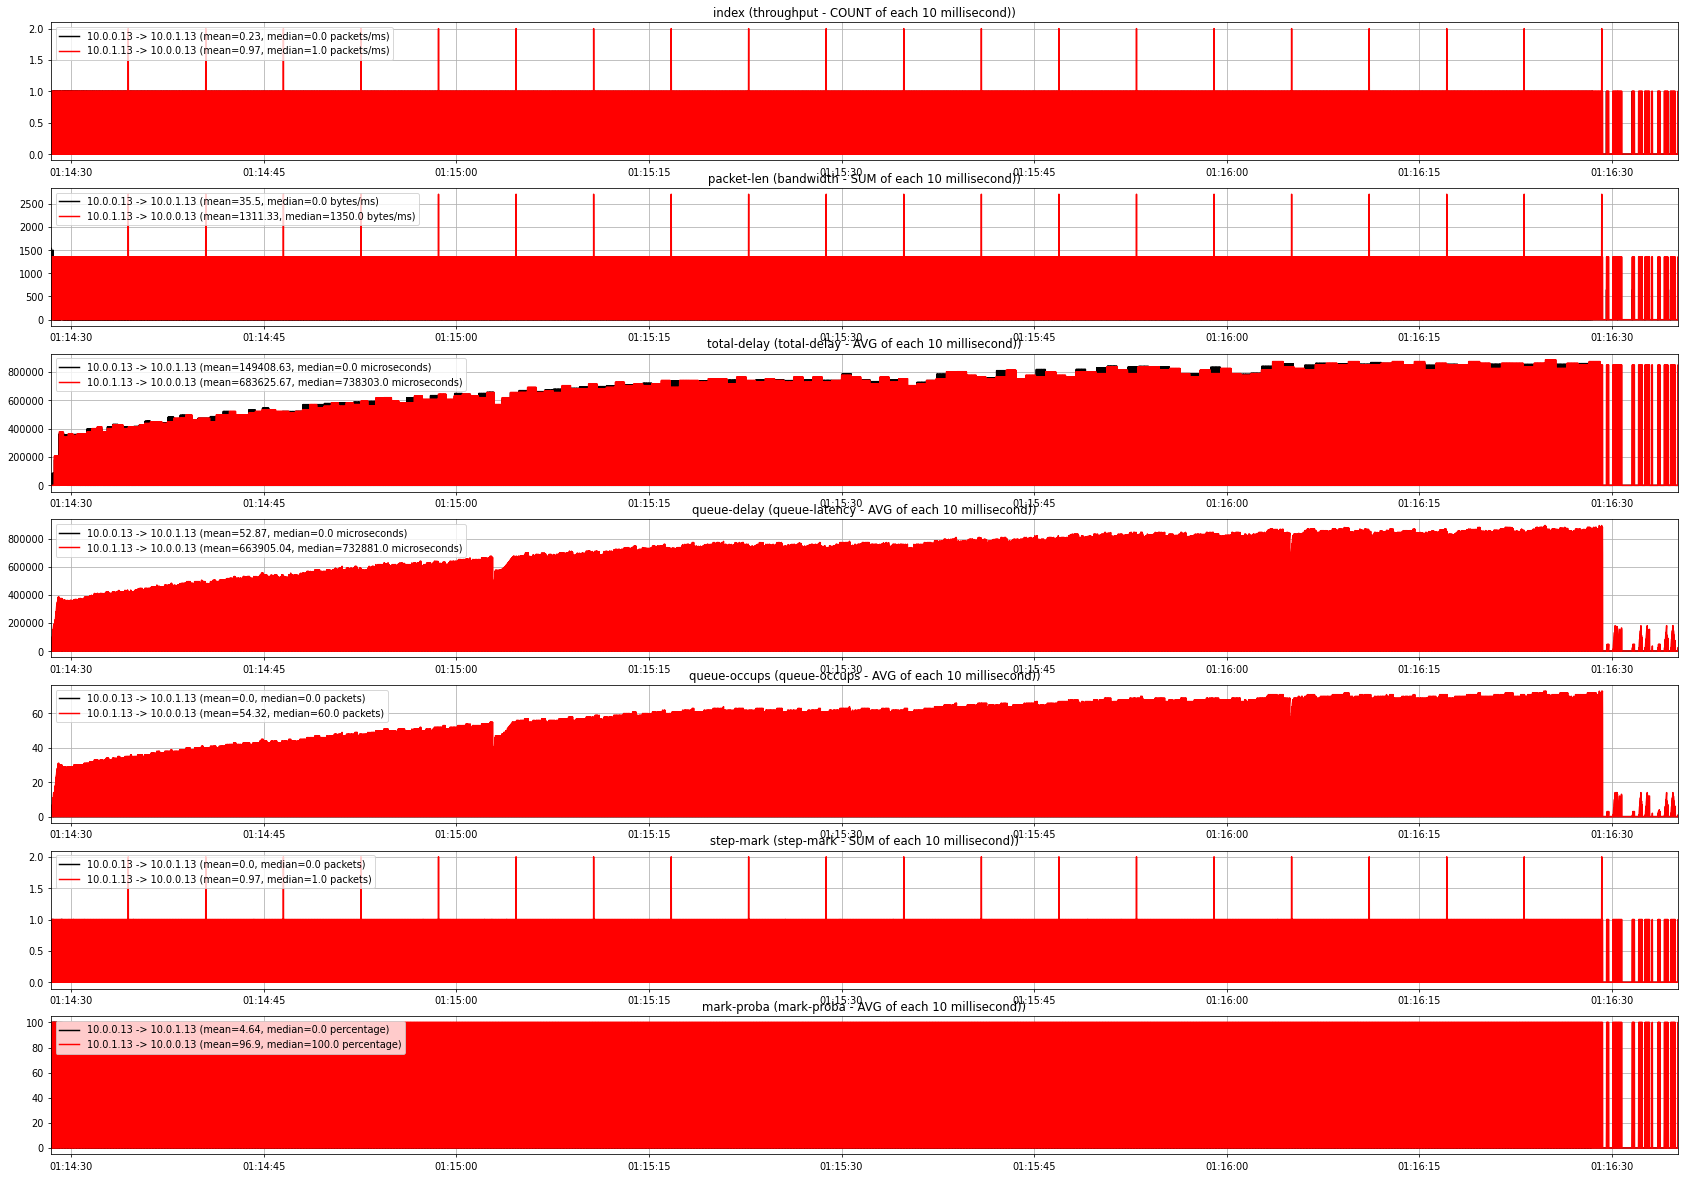 index (throughput - COUNT of each 10 millisecond))
2.0
1.5
1.0
0.5
0.0
10.0.0.13 -> 10.0.1.13 (mean=0.23, median=0.0 packets/ms)
10.0.1.13 -> 10.0.0.13 (mean=0.97, median=1.0 packets/ms)
01:14:30 01:14:45 01:15:00 01:15:15 01:15:30 01:15:45 01:16:00 01:16:15 01:16:30
packet-len (bandwidth - SUM of each 10 millisecond))
2500
2000
1500
1000
500
0
10.0.0.13 -> 10.0.1.13 (mean=35.5, median=0.0 bytes/ms)
10.0.1.13 -> 10.0.0.13 (mean=1311.33, median=1350.0 bytes/ms)
01:14:30 01:14:45 01:15:00 01:15:15 01:15:30 01:15:45 01:16:00 01:16:15 01:16:30
total-delay (total-delay - AVG of each 10 millisecond))
800000
600000
400000
200000
0
10.0.0.13 -> 10.0.1.13 (mean=149408.63, median=0.0 microseconds)
10.0.1.13 -> 10.0.0.13 (mean=683625.67, median=738303.0 microseconds)
01:14:30 01:14:45 01:15:00 01:15:15 01:15:30 01:15:45 01:16:00 01:16:15 01:16:30
queue-delay (queue-latency - AVG of each 10 millisecond))
800000
600000
400000
200000
0
10.0.0.13 -> 10.0.1.13 (mean=52.87, median=0.0 microseconds)
10.0.1.13 -> 10.0.0.13 (mean=663905.04, median=732881.0 microseconds)
01:14:30 01:14:45 01:15:00 01:15:15 01:15:30 01:15:45 01:16:00 01:16:15 01:16:30
queue-occups (queue-occups - AVG of each 10 millisecond))
60
40
20
0
10.0.0.13 -> 10.0.1.13 (mean=0.0, median=0.0 packets)
10.0.1.13 -> 10.0.0.13 (mean=54.32, median=60.0 packets)
01:14:30 01:14:45 01:15:00 01:15:15 01:15:30 01:15:45 01:16:00 01:16:15 01:16:30
step-mark (step-mark - SUM of each 10 millisecond))
2.0
1.5
1.0
0.5
0.0
10.0.0.13 -> 10.0.1.13 (mean=0.0, median=0.0 packets)
10.0.1.13 -> 10.0.0.13 (mean=0.97, median=1.0 packets)
01:14:30 01:14:45 01:15:00 01:15:15 01:15:30 01:15:45 01:16:00 01:16:15 01:16:30
mark-proba (mark-proba - AVG of each 10 millisecond))
100
80
60
40
20
0
10.0.0.13 -> 10.0.1.13 (mean=4.64, median=0.0 percentage)
10.0.1.13 -> 10.0.0.13 (mean=96.9, median=100.0 percentage)
01:14:30 01:14:45 01:15:00 01:15:15 01:15:30 01:15:45 01:16:00 01:16:15 01:16:30